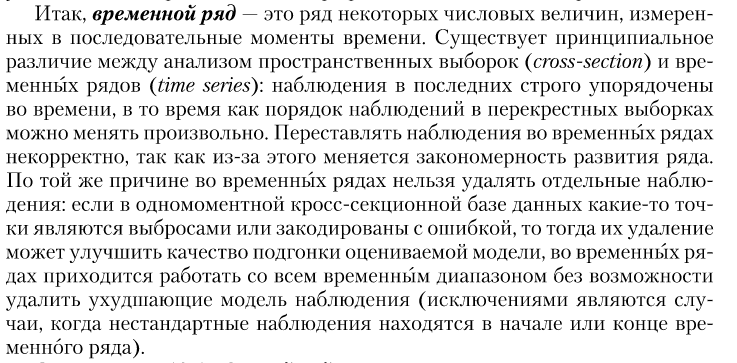 Итак, временной ряд — это ряд некоторых числовых величин, измерен-
ных в последовательные моменты времени. Существует принципиальное
различие между анализом пространственных выборок (cross-section) и вре-
менны́х рядов (time series): наблюдения в последних строго упорядочены
во времени, в то время как порядок наблюдений в перекрестных выборках
можно менять произвольно. Переставлять наблюдения во временны́х рядах
некорректно, так как из-за этого меняется закономерность развития ряда.
По той же причине во временны́х рядах нельзя удалять отдельные наблю-
дения: если в одномоментной кросс-секционной базе данных какие-то точ-
ки являются выбросами или закодированы с ошибкой, то тогда их удаление
может улучшить качество подгонки оцениваемой модели, во временны́х ря-
дах приходится работать со всем временны́м диапазоном без возможности
удалить ухудшающие модель наблюдения (исключениями являются слу-
чаи, когда нестандартные наблюдения находятся в начале или конце вре-
менно́го ряда).